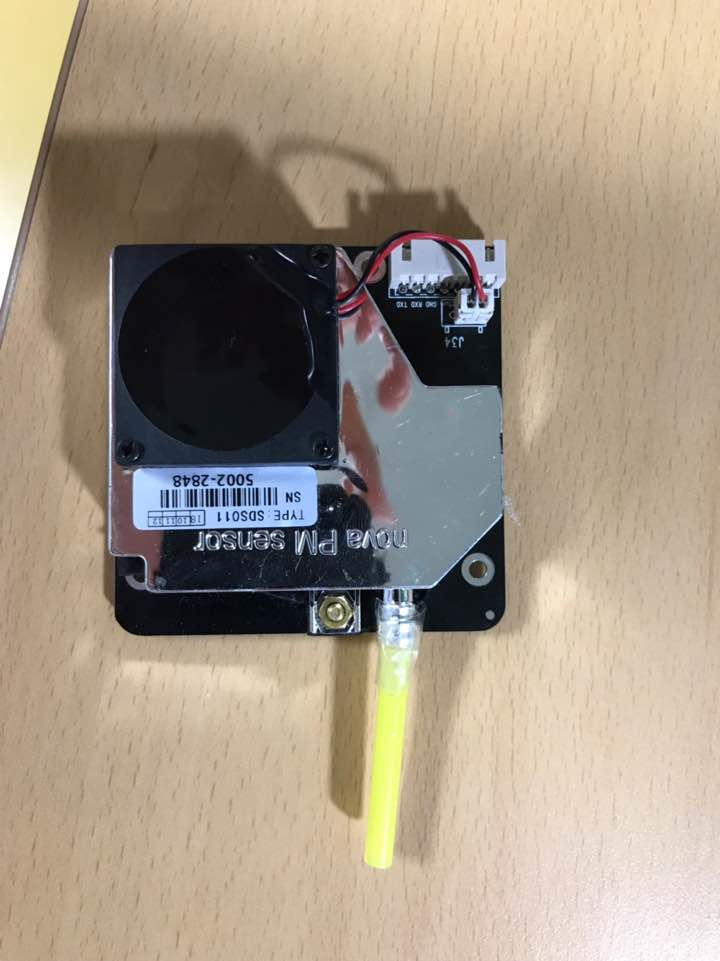 nova PM sensor
TYPE: SDS011
SN
5002-2848
J34
GND RXD TXD